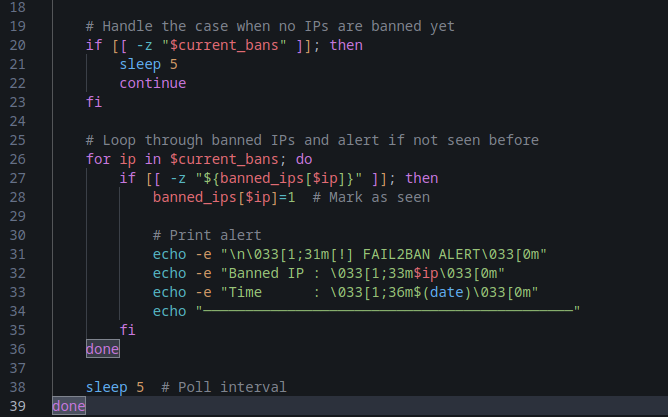 18
19 # Handle the case when no IPs are banned yet
20 if [[ -z "$current_bans" ]]; then
21 sleep 5
22 continue
23 fi
24
25 # Loop through banned IPs and alert if not seen before
26 for ip in $current_bans; do
27 if [[ -z "${banned_ips[$ip]}" ]]; then
28 banned_ips[$ip]=1  # Mark as seen
29
30 # Print alert
31 echo -e "\n\033[1;31m[!] FAIL2BAN ALERT\033[0m"
32 echo -e "Banned IP : \033[1;33m$ip\033[0m"
33 echo -e "Time      : \033[1;36m$(date)\033[0m"
34 echo "────────────────────────────────────────────"
35 fi
36 done
37
38 sleep 5  # Poll interval
39 done